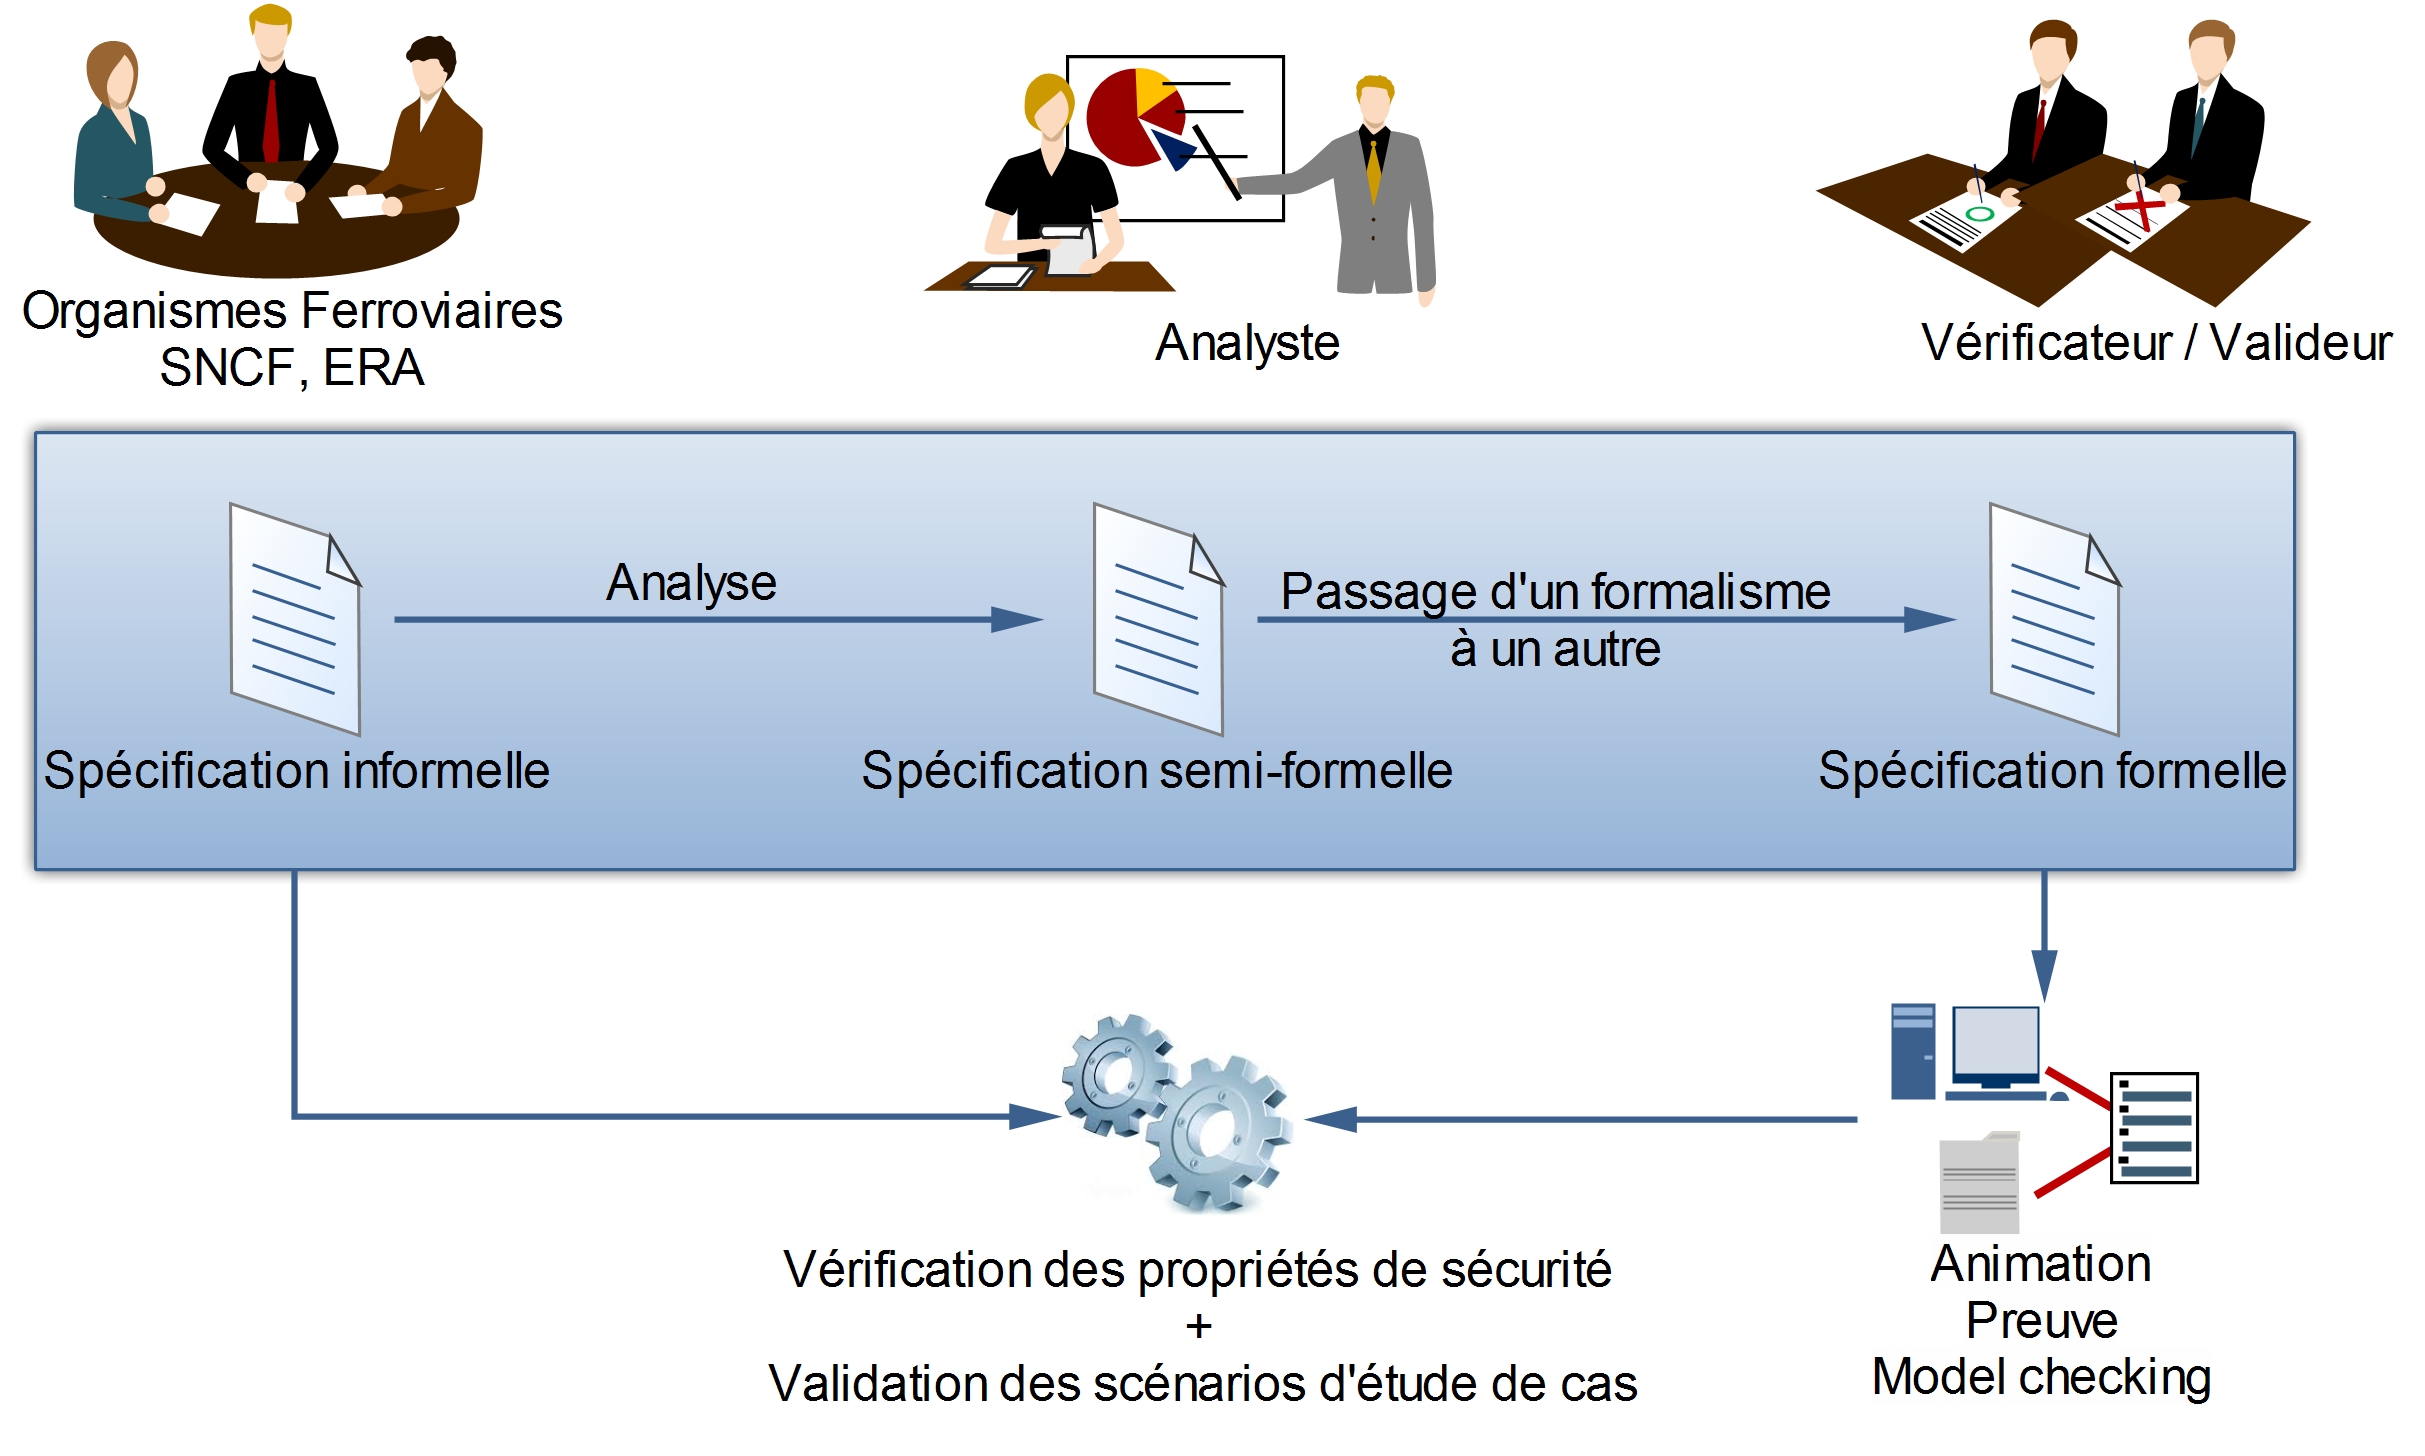 Organismes Ferroviaires
SNCF, ERA
Analyste
Vérificateur / Valideur
Analyse
Passage d'un formalisme
à un autre
Spécification informelle
Spécification semi-formelle
Spécification formelle
Vérification des propriétés de sécurité
+
Validation des scénarios d'étude de cas
Animation
Preuve
Model checking